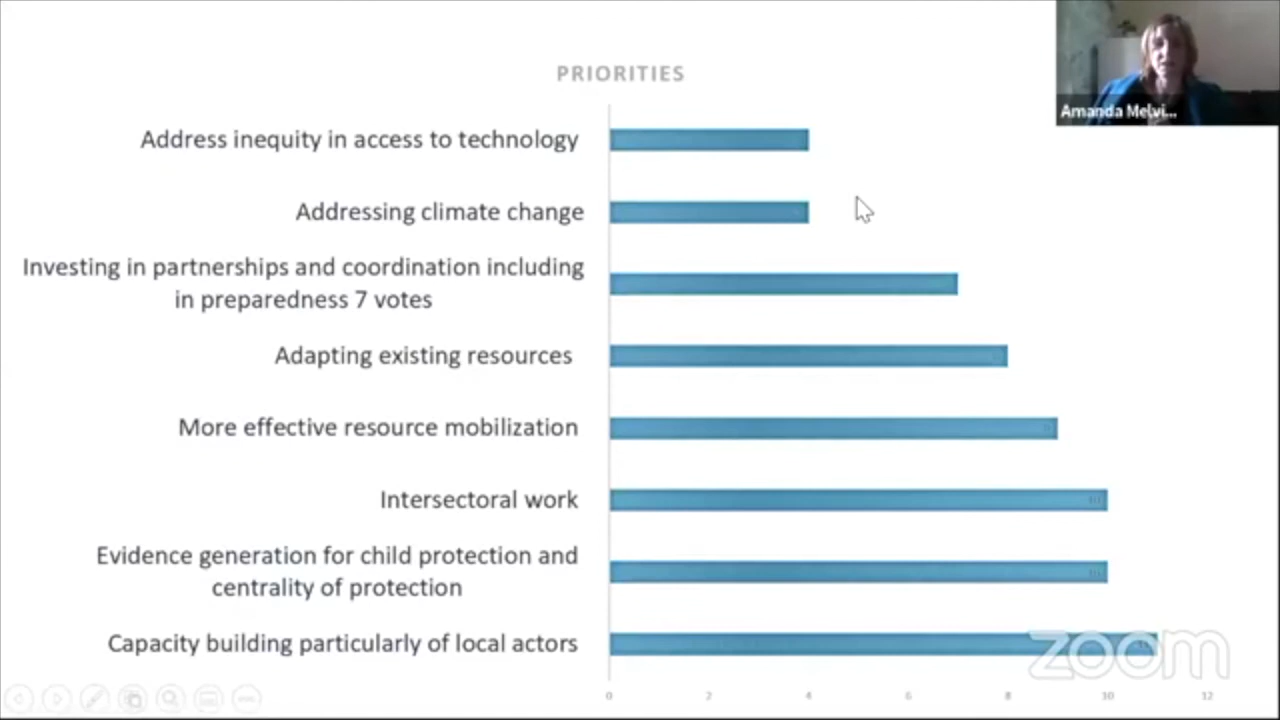 PRIORITIES
Amanda Melvi...
Address inequity in access to technology
Addressing climate change
Investing in partnerships and coordination including
in preparedness 7 votes
Adapting existing resources
More effective resource mobilization
Intersectoral work
10
Evidence generation for child protection and
centrality of protection
10
Capacity building particularly of local actors
zoom
0 2 4 6 8 10 12